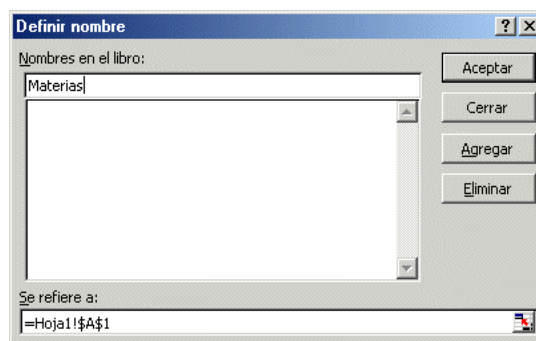 Definir nombre
Nombres en el libro:
Materias
Aceptar
Cerrar
Agregar
Eliminar
Se refiere a:
=Hoja1!$A$1